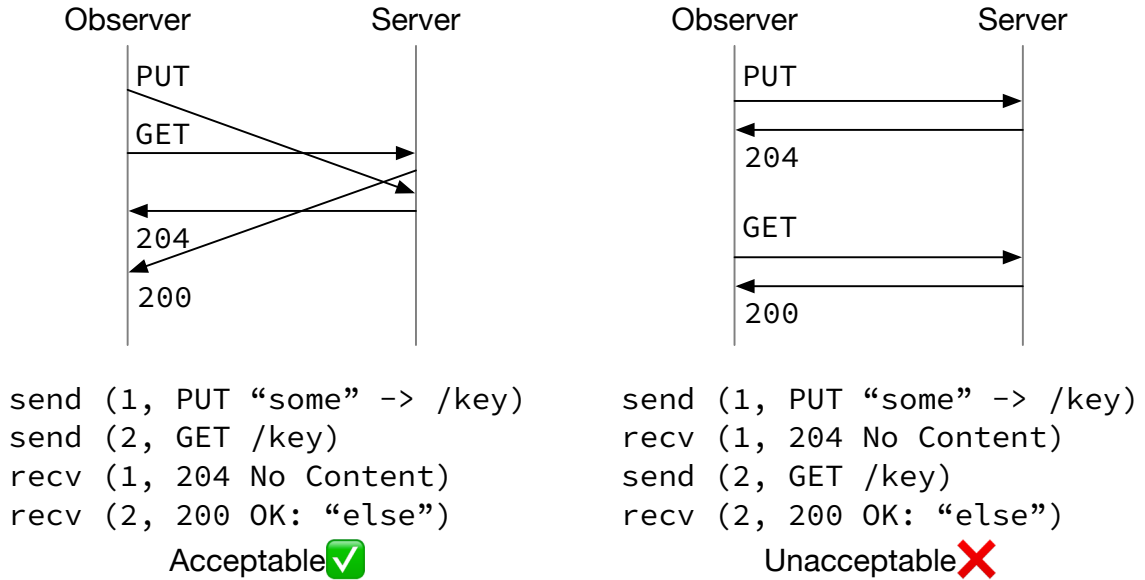 Observer
Server
PUT
GET
204
200
send (1, PUT “some” -> /key)
send (2, GET /key)
recv (1, 204 No Content)
recv (2, 200 OK: “else”)
Acceptable✅
Observer
Server
PUT
204
GET
200
send (1, PUT “some” -> /key)
recv (1, 204 No Content)
send (2, GET /key)
recv (2, 200 OK: “else”)
Unacceptable❌